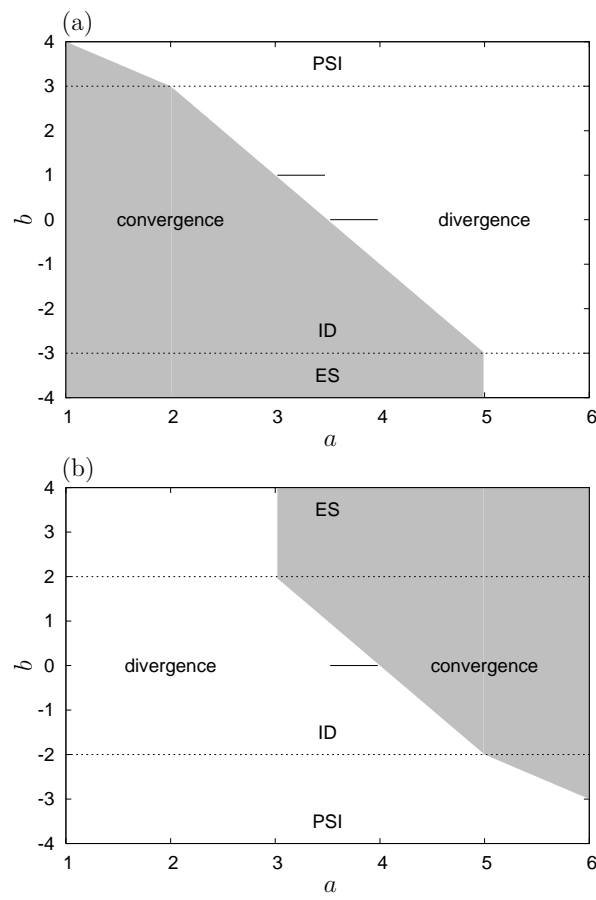 (a)
4
PSI
3
2
1
b
0
convergence
divergence
-1
-2
ID
-3
ES
-4
1 2 3 4 5 6
a
(b)
4
ES
3
2
1
b
0
divergence
convergence
-1
ID
-2
-3
PSI
-4
1 2 3 4 5 6
a